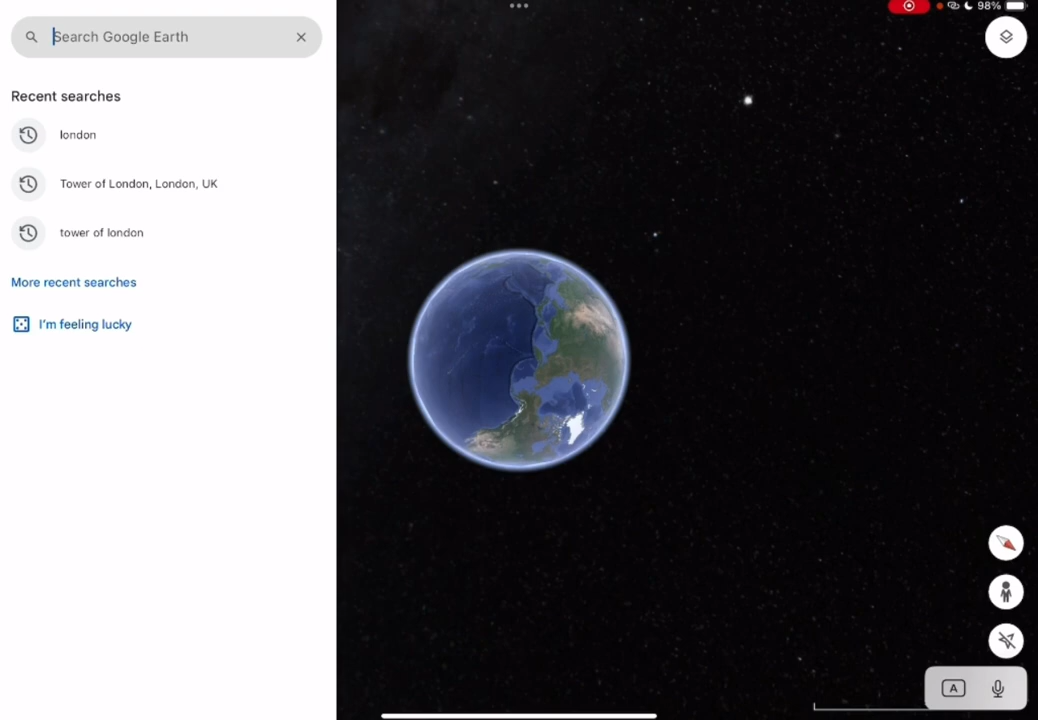 98%
Search Google Earth
Recent searches
london
Tower of London, London, UK
tower of london
More recent searches
I'm feeling lucky
A